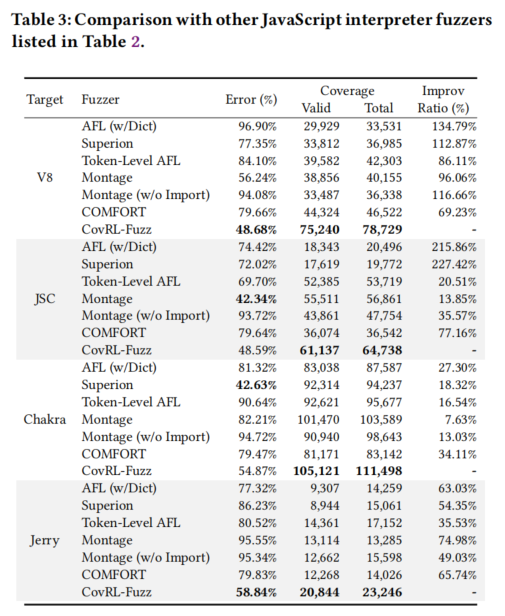 Table 3: Comparison with other JavaScript interpreter fuzzers
listed in Table 2.
Target Fuzzer Error (%) Coverage Improv
Valid Total Ratio (%)
AFL (w/Dict) 96.90% 29,929 33,531 134.79%
Superion 77.35% 33,812 36,985 112.87%
Token-Level AFL 84.10% 39,582 42,303 86.11%
V8 Montage 56.24% 38,856 40,155 96.06%
Montage (w/o Import) 94.08% 33,487 36,338 116.66%
COMFORT 79.66% 44,324 46,522 69.23%
CovRL-Fuzz 48.68% 75,240 78,729 -
AFL (w/Dict) 74.42% 18,343 20,496 215.86%
Superion 72.02% 17,619 19,772 227.42%
Token-Level AFL 69.70% 52,385 53,719 20.51%
JSC Montage 42.34% 55,511 56,861 13.85%
Montage (w/o Import) 93.72% 43,861 47,754 35.57%
COMFORT 79.64% 36,074 36,542 77.16%
CovRL-Fuzz 48.59% 61,137 64,738 -
AFL (w/Dict) 81.32% 83,038 87,587 27.30%
Superion 42.63% 92,314 94,237 18.32%
Token-Level AFL 90.64% 92,621 95,677 16.54%
Chakra Montage 82.21% 101,470 103,589 7.63%
Montage (w/o Import) 94.72% 90,940 98,643 13.03%
COMFORT 79.47% 81,171 83,142 34.11%
CovRL-Fuzz 54.87% 105,121 111,498 -
AFL (w/Dict) 77.32% 9,307 14,259 63.03%
Superion 86.23% 8,944 15,061 54.35%
Token-Level AFL 80.52% 14,361 17,152 35.53%
Jerry Montage 95.55% 13,114 13,285 74.98%
Montage (w/o Import) 95.34% 12,662 15,598 49.03%
COMFORT 79.83% 12,268 14,026 65.74%
CovRL-Fuzz 58.84% 20,844 23,246 -